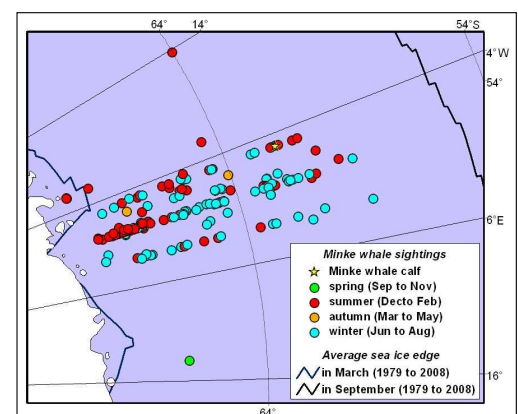 64° 14° 54°S
4°W
54°
6°E
Minke whale sightings
Minke whale calf
spring (Sep to Nov)
summer (Decto Feb)
autumn (Mar to May)
winter (Jun to Aug)
Average sea ice edge
in March (1979 to 2008)
in September (1979 to 2008)
16°
64°